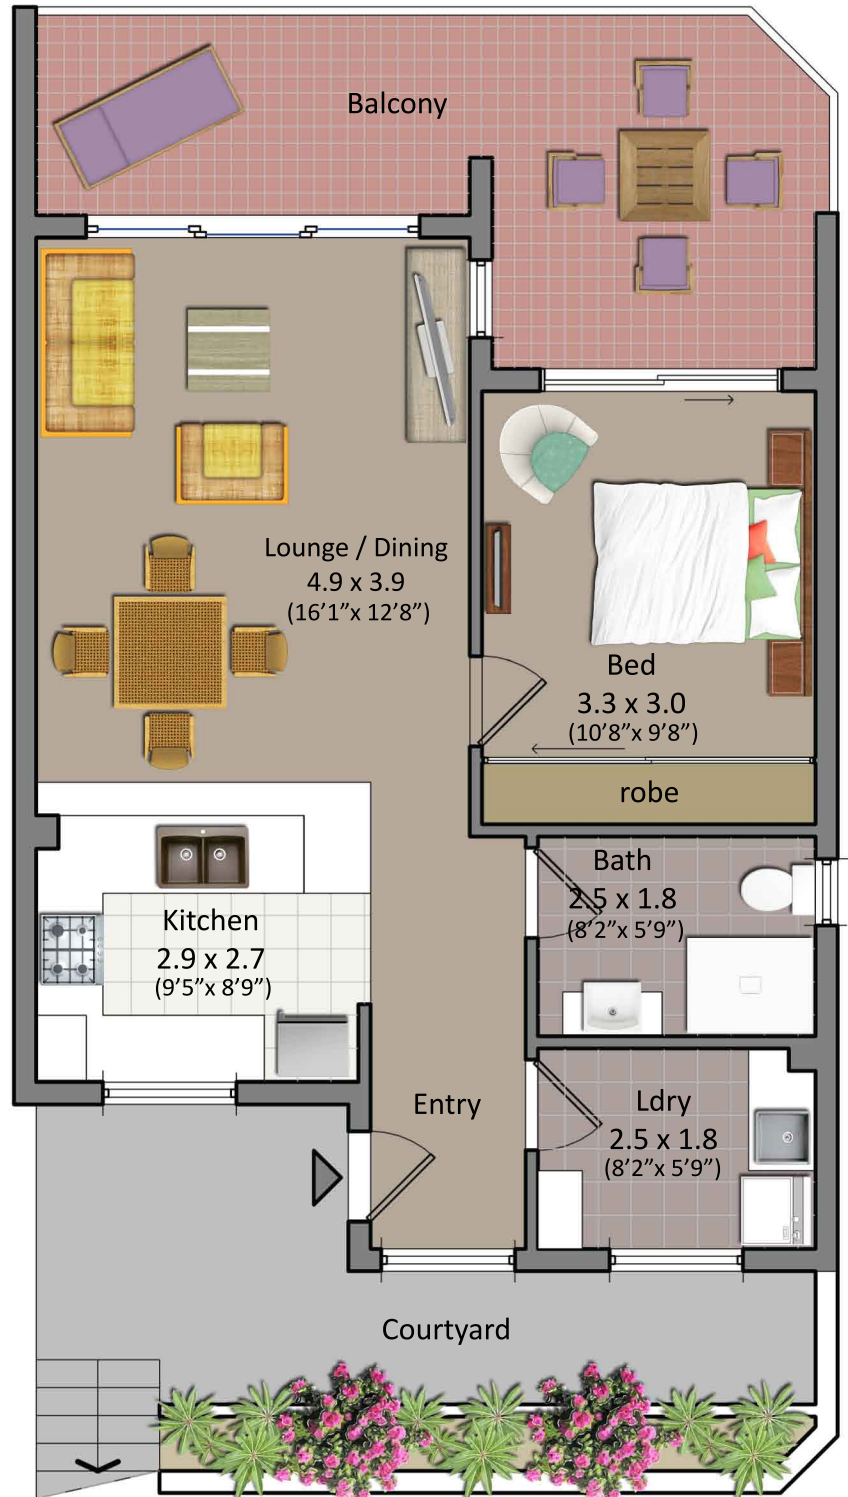 Balcony
Lounge / Dining
4.9 x 3.9
(16’1”x 12’8”)
Bed
3.3 x 3.0
(10’8”x 9’8”)
robe
Bath
2.5 x 1.8
(8’2”x 5’9”)
Kitchen
2.9 x 2.7
(9’5”x 8’9”)
Entry
Ldry
2.5 x 1.8
(8’2”x 5’9”)
Courtyard